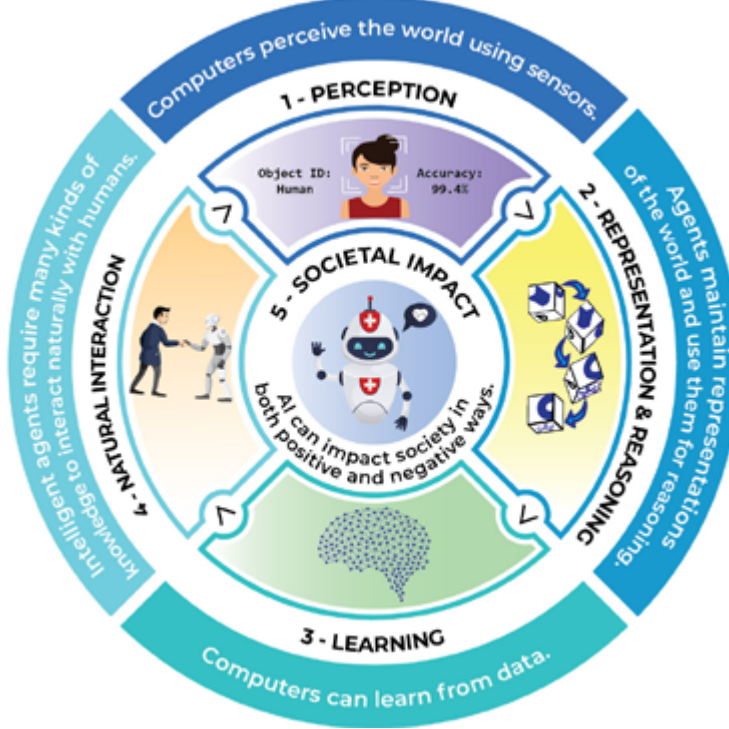 Computers perceive the world using sensors.
1 - PERCEPTION
Object ID:
Human
Accuracy:
99.4%
Agents maintain representations
of the world and use them for reasoning.
2 - REPRESENTATION & REASONING
3 - LEARNING
Computers can learn from data.
Intelligent agents require many kinds of
knowledge to interact naturally with humans.
4 - NATURAL INTERACTION
5 - SOCIETAL IMPACT
AI can impact society in
both positive and negative ways.